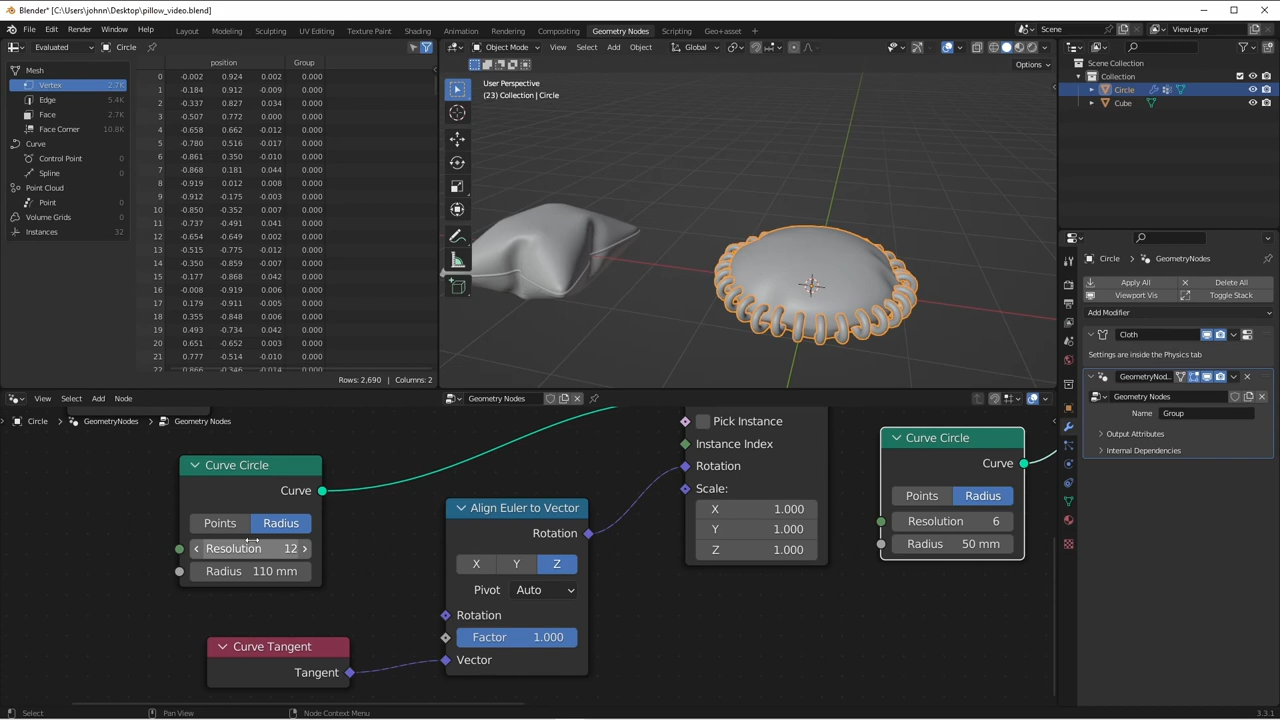 Blender* [C:\Users\johnn\Desktop\pillow_video.blend]
File Edit Render Window Help
Layout Modeling Sculpting UV Editing Texture Paint Shading Animation Rendering Compositing Geometry Nodes Scripting Geo+asset
Scene ViewLayer
Evaluated Circle
Object Mode View Select Add Object Global
Options
position Group
Mesh
Vertex 2.7K
Edge 5.4K
Face 2.7K
Face Corner 10.8K
Curve
Control Point 0
Spline 0
Point Cloud
Point 0
Volume Grids
Instances 32
0 -0.002 0.924 0.002 0.000
1 -0.184 0.912 -0.009 0.000
2 -0.337 0.827 0.034 0.000
3 -0.507 0.772 0.000 0.000
4 -0.658 0.662 -0.012 0.000
5 -0.780 0.516 -0.017 0.000
6 -0.861 0.350 -0.010 0.000
7 -0.868 0.181 0.044 0.000
8 -0.919 0.012 0.008 0.000
9 -0.912 -0.175 -0.003 0.000
10 -0.850 -0.352 0.007 0.000
11 -0.737 -0.491 0.041 0.000
12 -0.654 -0.649 0.002 0.000
13 -0.515 -0.775 -0.012 0.000
14 -0.350 -0.859 -0.007 0.000
15 -0.177 -0.868 0.042 0.000
16 -0.008 -0.919 0.006 0.000
17 0.179 -0.911 -0.005 0.000
18 0.355 -0.848 0.006 0.000
19 0.493 -0.734 0.042 0.000
20 0.651 -0.652 0.003 0.000
21 0.777 -0.514 -0.010 0.000
22 0.866 -0.346 -0.009 0.000
Rows: 2,690 | Columns: 2
User Perspective
(23) Collection | Circle
Scene Collection
Collection
Circle
Cube
Circle GeometryNodes
Apply All Delete All
Viewport Vis Toggle Stack
Add Modifier
Cloth
Settings are inside the Physics tab
GeometryNod...
Geometry Nodes
Name Group
Output Attributes
Internal Dependencies
View Select Add Node Geometry Nodes
Circle GeometryNodes Geometry Nodes
Curve Circle
Curve
Points Radius
Resolution 12
Radius 110 mm
Curve Tangent
Tangent
Align Euler to Vector
Rotation
X Y Z
Pivot Auto
Rotation
Factor 1.000
Vector
Pick Instance
Instance Index
Rotation
Scale:
X 1.000
Y 1.000
Z 1.000
Curve Circle
Curve
Points Radius
Resolution 6
Radius 50 mm
Select Pan View Node Context Menu 3.3.1